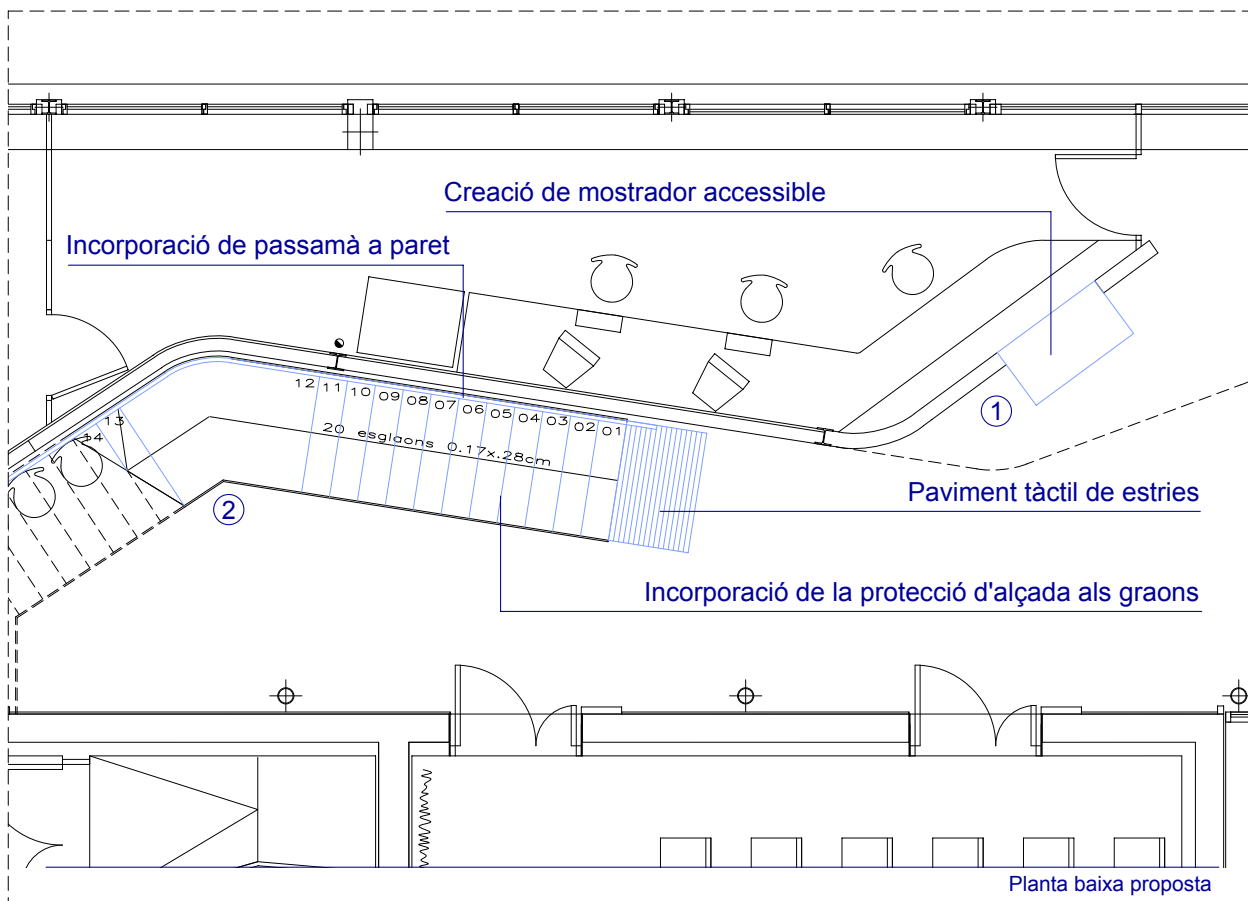 Creació de mostrador accessible
Incorporació de passamà a paret
12 11 10 09 08 07 06 05 04 03 02 01
13
14
20 esglaons 0.17x.28cm
1
2
Paviment tàctil de estries
Incorporació de la protecció d'alçada als graons
Planta baixa proposta